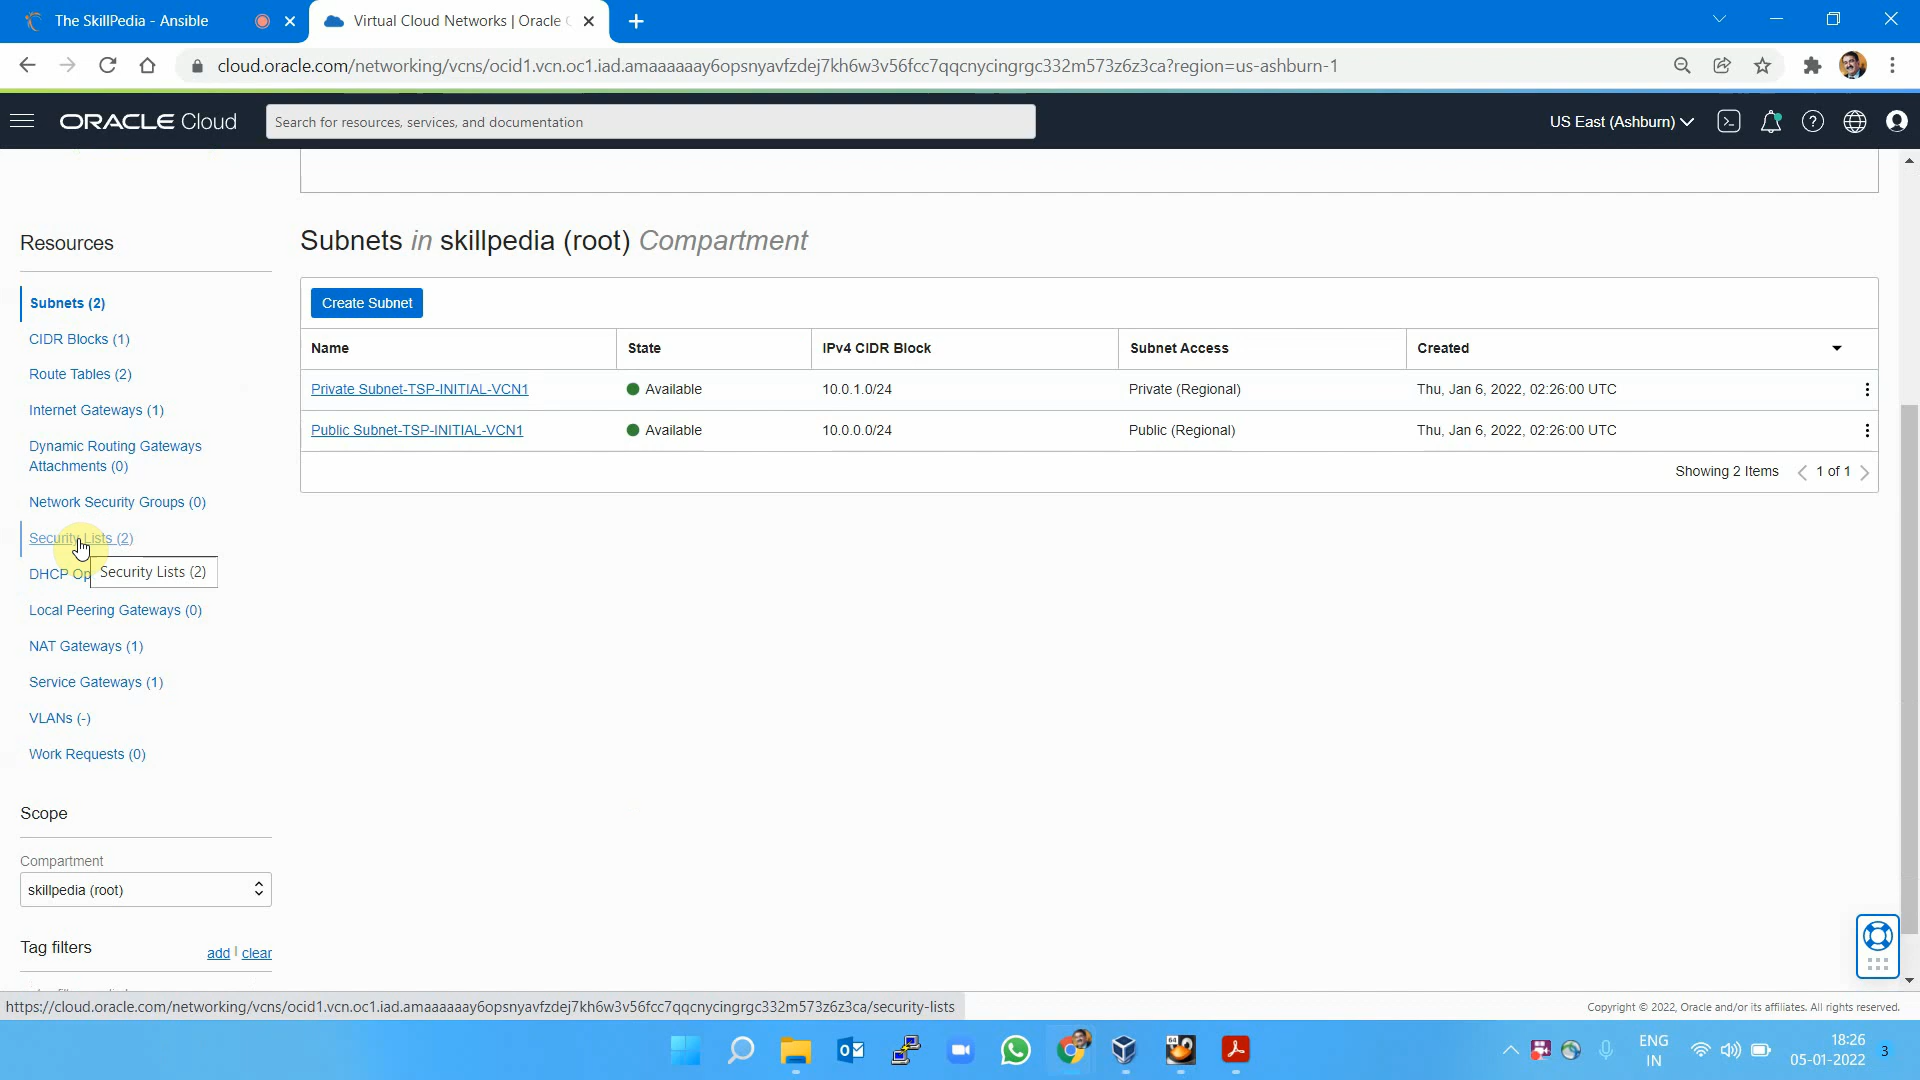 The SkillPedia - Ansible
Virtual Cloud Networks | Oracle
cloud.oracle.com/networking/vcns/ocid1.vcn.oc1.iad.amaaaaaay6opsnyavfzdej7kh6w3v56fcc7qqcnycingrgc332m573z6z3ca?region=us-ashburn-1
ORACLE Cloud
Search for resources, services, and documentation
US East (Ashburn)
Resources
Subnets (2)
CIDR Blocks (1)
Route Tables (2)
Internet Gateways (1)
Dynamic Routing Gateways
Attachments (0)
Network Security Groups (0)
Security Lists (2)
Security Lists (2)
DHCP Op
Local Peering Gateways (0)
NAT Gateways (1)
Service Gateways (1)
VLANs (-)
Work Requests (0)
Scope
Compartment
skillpedia (root)
Tag filters
add | clear
Subnets in skillpedia (root) Compartment
Create Subnet
Name State IPv4 CIDR Block Subnet Access Created
Private Subnet-TSP-INITIAL-VCN1 Available 10.0.1.0/24 Private (Regional) Thu, Jan 6, 2022, 02:26:00 UTC
Public Subnet-TSP-INITIAL-VCN1 Available 10.0.0.0/24 Public (Regional) Thu, Jan 6, 2022, 02:26:00 UTC
Showing 2 Items 1 of 1
https://cloud.oracle.com/networking/vcns/ocid1.vcn.oc1.iad.amaaaaaay6opsnyavfzdej7kh6w3v56fcc7qqcnycingrgc332m573z6z3ca/security-lists
Copyright © 2022, Oracle and/or its affiliates. All rights reserved.
64
ENG
IN
18:26
05-01-2022
3